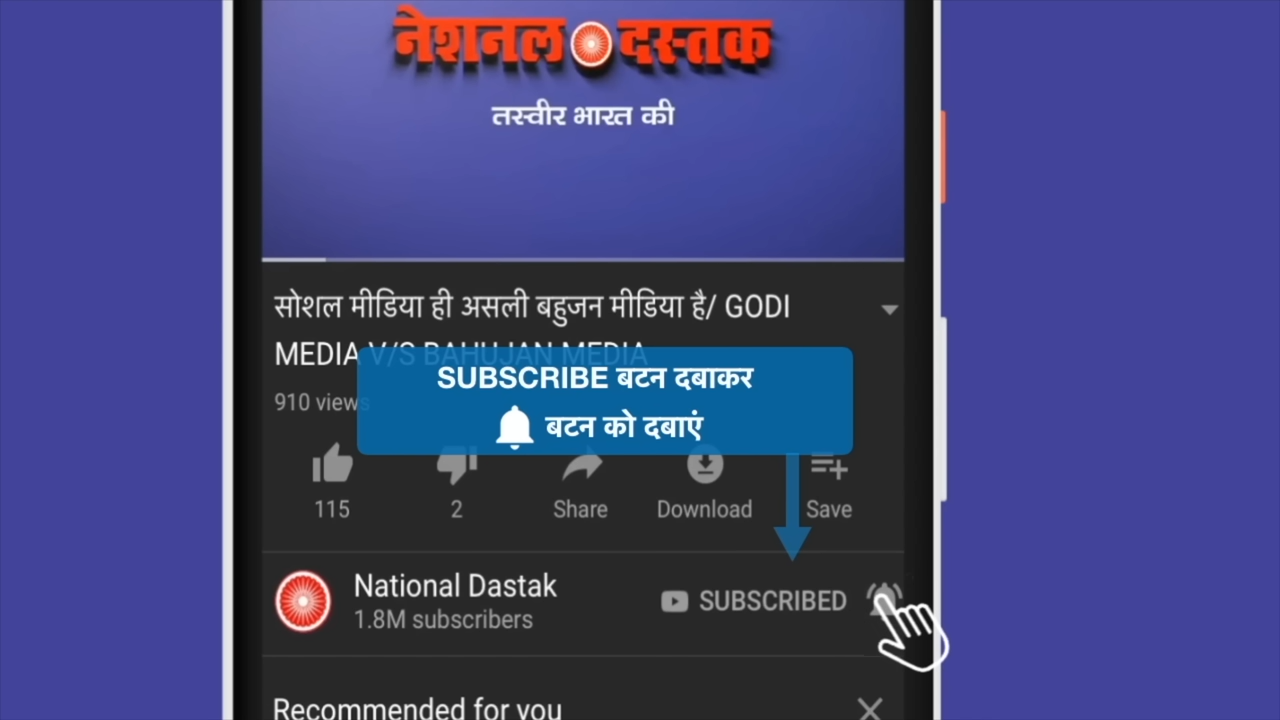 नेशनल दस्तक
तस्वीर भारत की
सोशल मीडिया ही असली बहुजन मीडिया है/ GODI
MEDIA V/S BAHUJAN MEDIA
910 views
SUBSCRIBE बटन दबाकर
बटन को दबाएं
115
2
Share
Download
Save
National Dastak
1.8M subscribers
SUBSCRIBED
Recommended for you